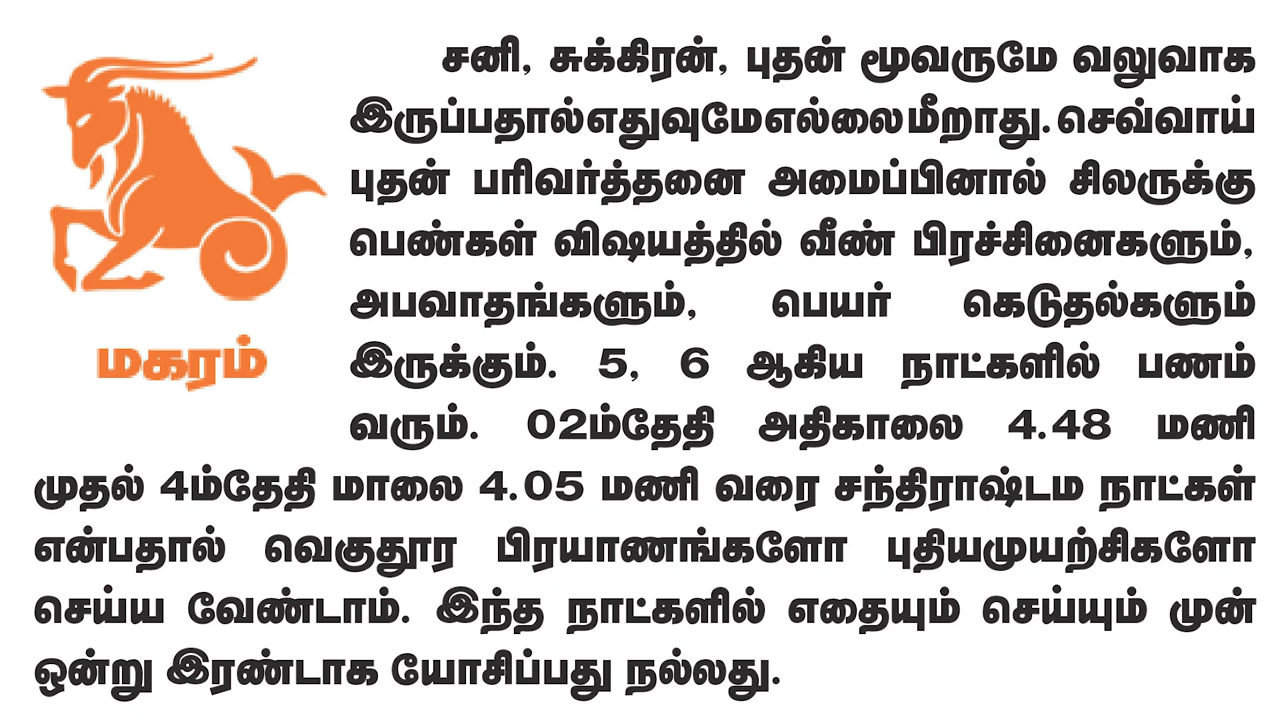 சனி, சுக்கிரன், புதன் மூவருமே வலுவாக
இருப்பதால்எதுவுமேஎல்லைமீறாது.செவ்வாய்
புதன் பரிவர்த்தனை அமைப்பினால் சிலருக்கு
பெண்கள் விஷயத்தில் வீண் பிரச்சினைகளும்,
அபவாதங்களும், பெயர் கெடுதல்களும்
இருக்கும். 5, 6 ஆகிய நாட்களில் பணம்
வரும். 02ம்தேதி அதிகாலை 4.48 மணி
முதல் 4ம்தேதி மாலை 4.05 மணி வரை சந்திராஷ்டம நாட்கள்
என்பதால் வெகுதூர பிரயாணங்களோ புதியமுயற்சிகளோ
செய்ய வேண்டாம். இந்த நாட்களில் எதையும் செய்யும் முன்
ஒன்று இரண்டாக யோசிப்பது நல்லது.
மகரம்